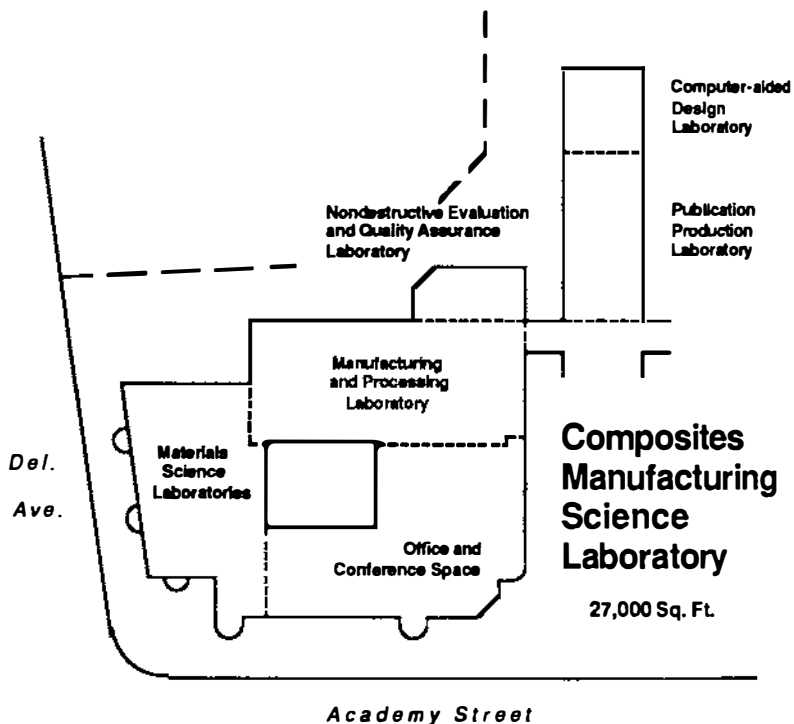 Computer-aided
Design
Laboratory
Nondestructive Evaluation
and Quality Assurance
Laboratory
Publication
Production
Laboratory
Manufacturing
and Processing
Laboratory
Materials
Science
Laboratories
Del.
Ave.
Composites
Manufacturing
Science
Laboratory
Office and
Conference Space
27,000 Sq. Ft.
Academy Street